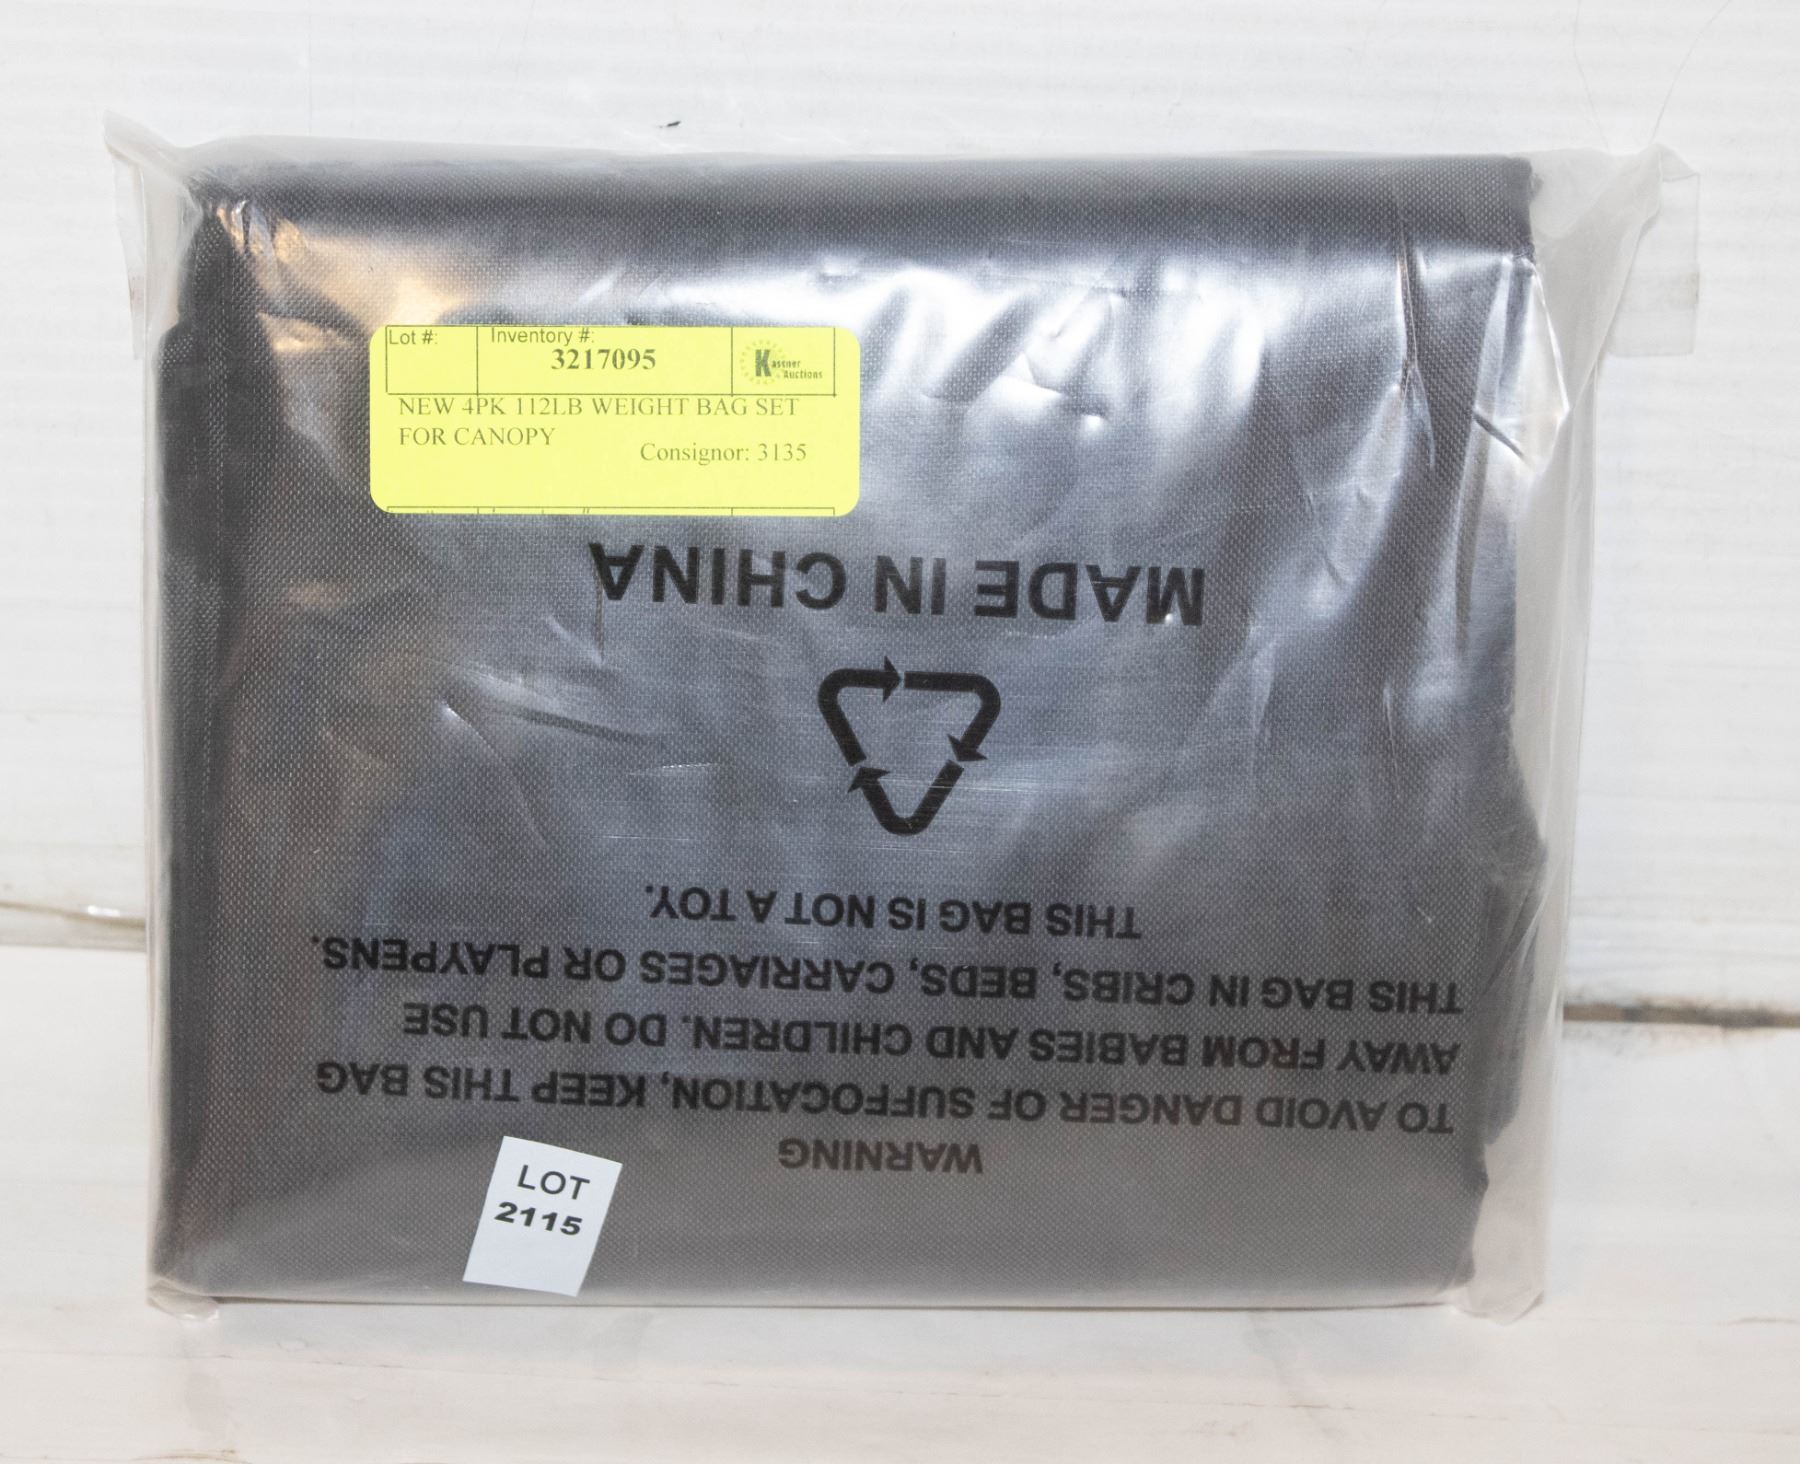 Lot #:
Inventory #:
3217095
Kastner
Auctions
NEW 4PK 112LB WEIGHT BAG SET
FOR CANOPY
Consignor: 3135
WARNING
TO AVOID DANGER OF SUFFOCATION, KEEP THIS BAG
AWAY FROM BABIES AND CHILDREN. DO NOT USE
THIS BAG IN CRIBS, BEDS, CARRIAGES OR PLAYPENS.
THIS BAG IS NOT A TOY.
MADE IN CHINA
LOT
2115